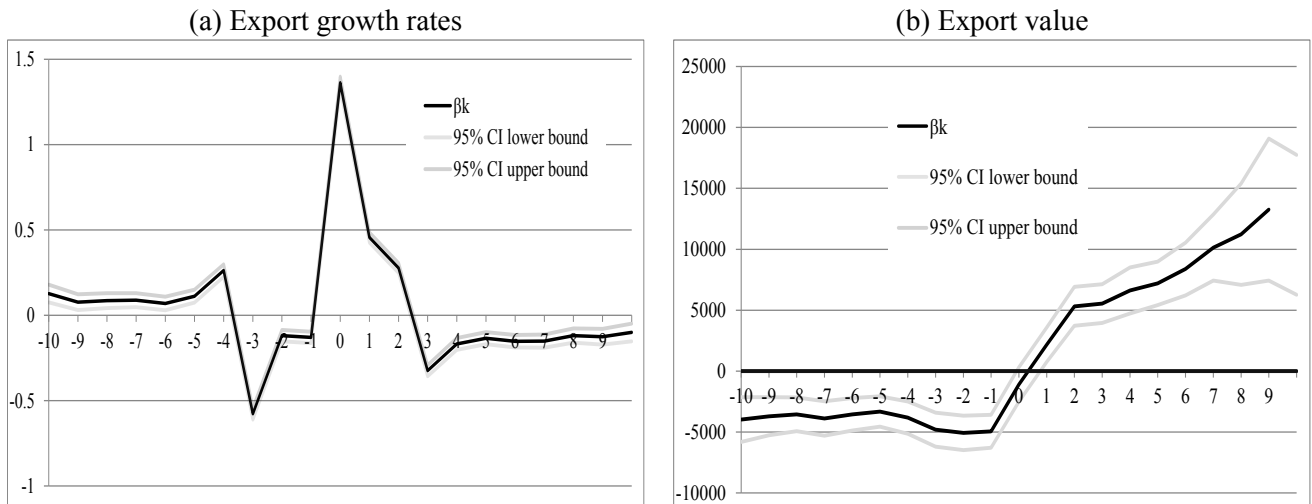 (a) Export growth rates
1.5
1
0.5
0
-0.5
-1
-10 -9 -8 -7 -6 -5 -4 -3 -2 -1 0 1 2 3 4 5 6 7 8 9
βk
95% CI lower bound
95% CI upper bound
(b) Export value
25000
20000
15000
10000
5000
0
-5000
-10000
-10 -9 -8 -7 -6 -5 -4 -3 -2 -1 0 1 2 3 4 5 6 7 8 9
βk
95% CI lower bound
95% CI upper bound